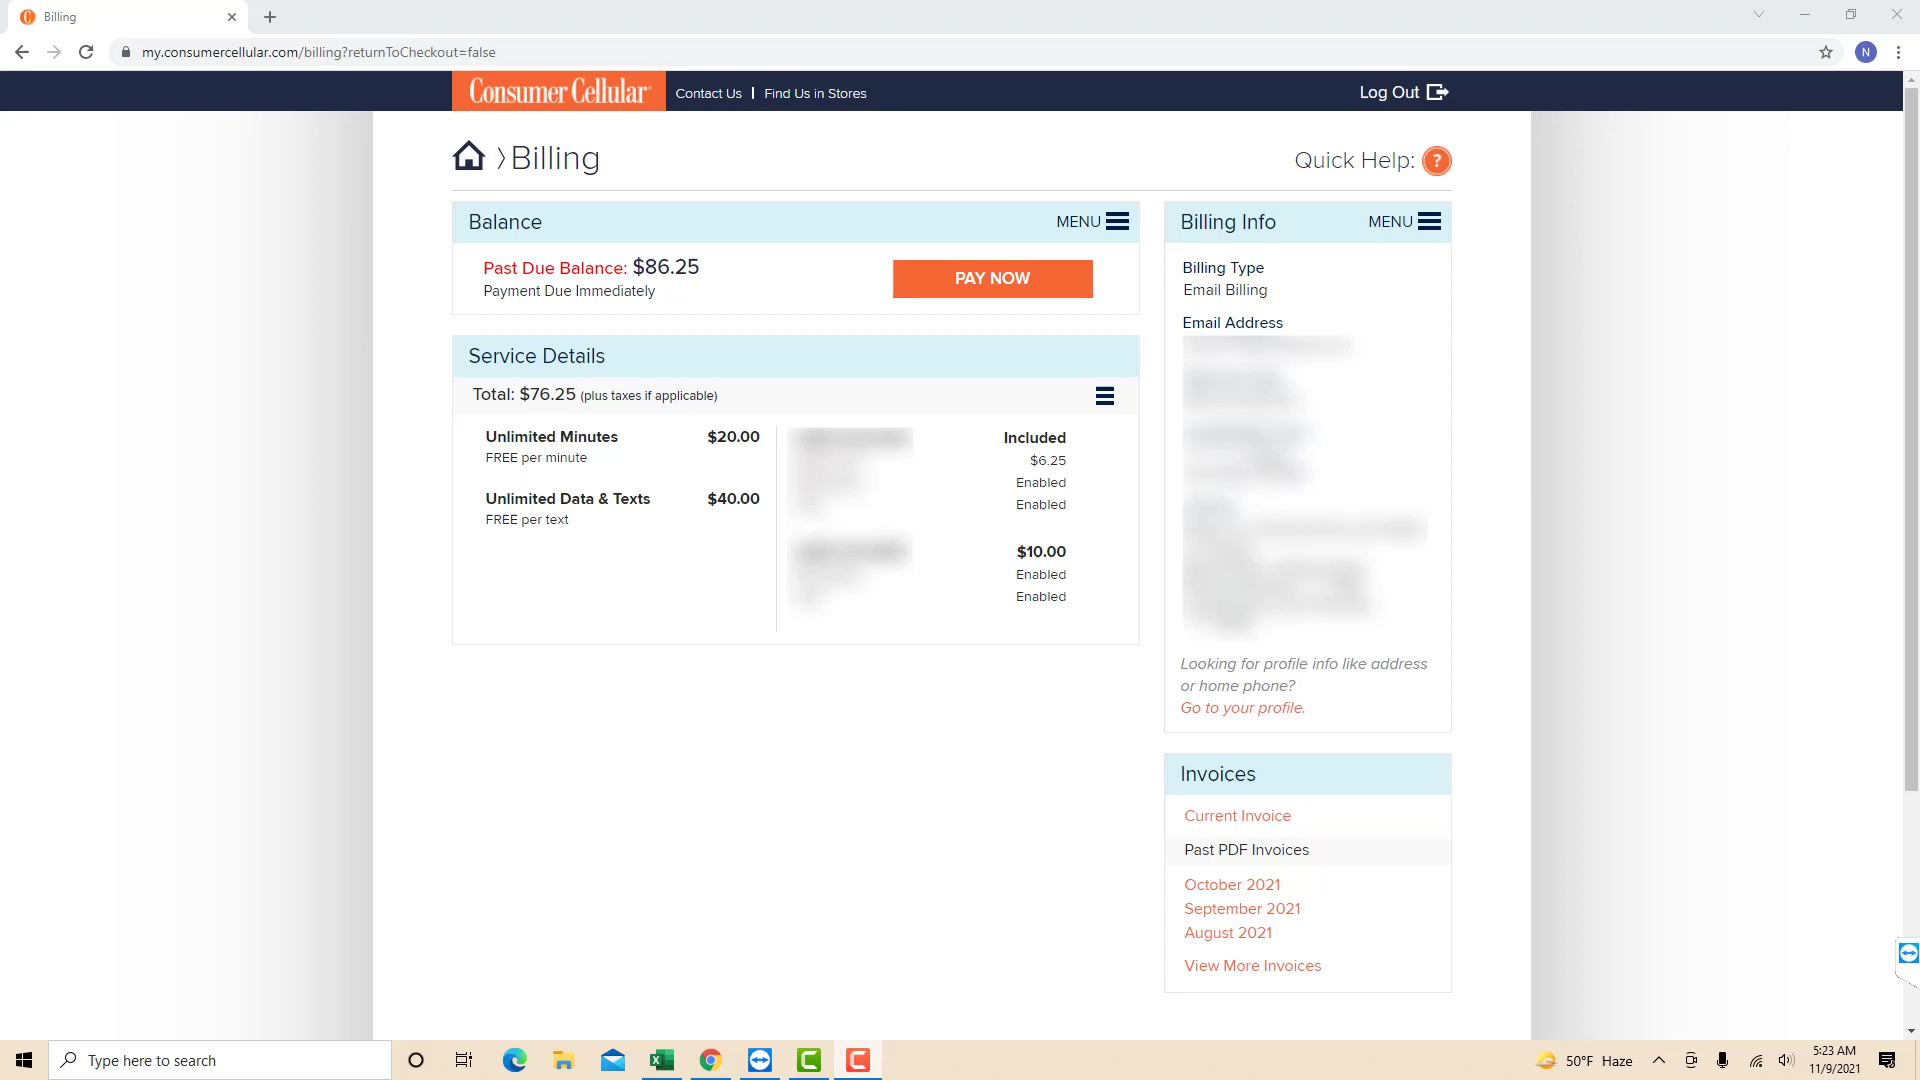 Billing
my.consumercellular.com/billing?returnToCheckout=false
N
Consumer Cellular
Contact Us | Find Us in Stores
Log Out
Billing
Quick Help: ?
Balance
MENU
Past Due Balance: $86.25
Payment Due Immediately
PAY NOW
Service Details
Total: $76.25 (plus taxes if applicable)
Unlimited Minutes $20.00
FREE per minute
Unlimited Data & Texts $40.00
FREE per text
Included
$6.25
Enabled
Enabled
$10.00
Enabled
Enabled
Billing Info
MENU
Billing Type
Email Billing
Email Address
Looking for profile info like address
or home phone?
Go to your profile.
Invoices
Current Invoice
Past PDF Invoices
October 2021
September 2021
August 2021
View More Invoices
Type here to search
50°F Haze
5:23 AM
11/9/2021